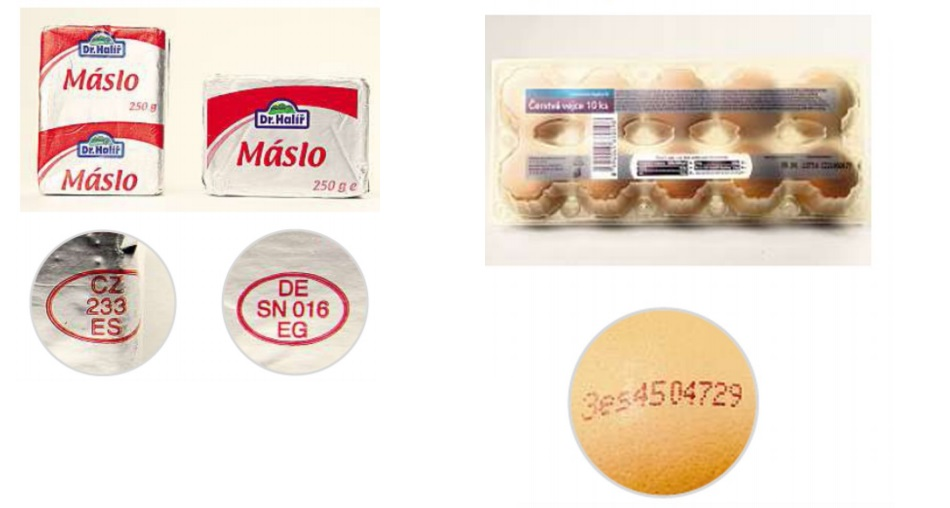 Dr. Halíř
Máslo
250 g
Dr. Halíř
Máslo
Dr. Halíř
Máslo
250 g e
CZ
233
ES
DE
SN 016
EG
Čerstvá vejce 10 ks
3es4504729